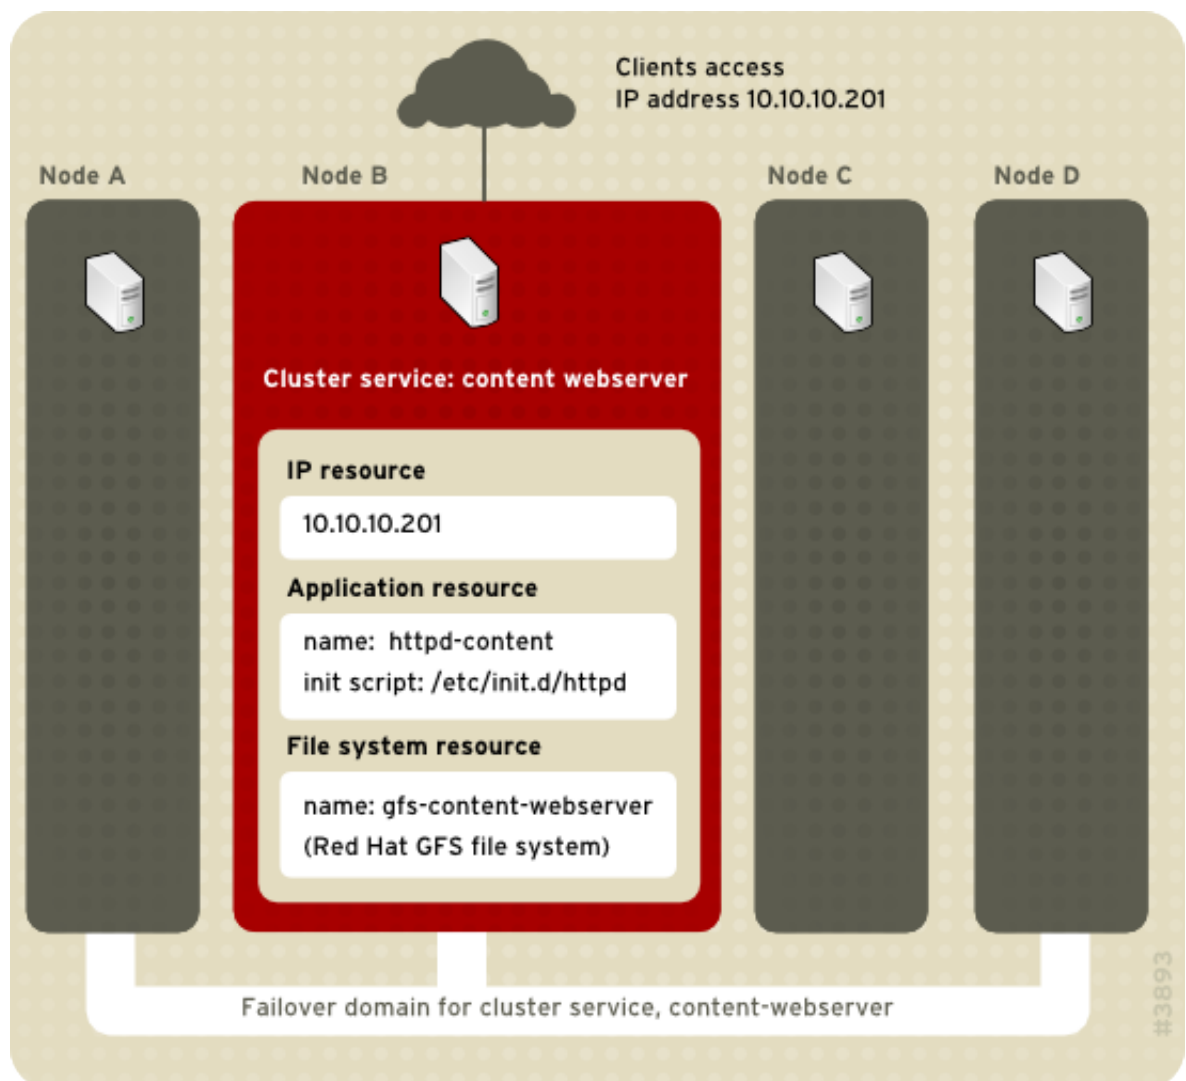 Clients access
IP address 10.10.10.201
Node A
Node B
Node C
Node D
Cluster service: content webserver
IP resource
10.10.10.201
Application resource
name: httpd-content
init script: /etc/init.d/httpd
File system resource
name: gfs-content-webserver
(Red Hat GFS file system)
Failover domain for cluster service, content-webserver
#3893